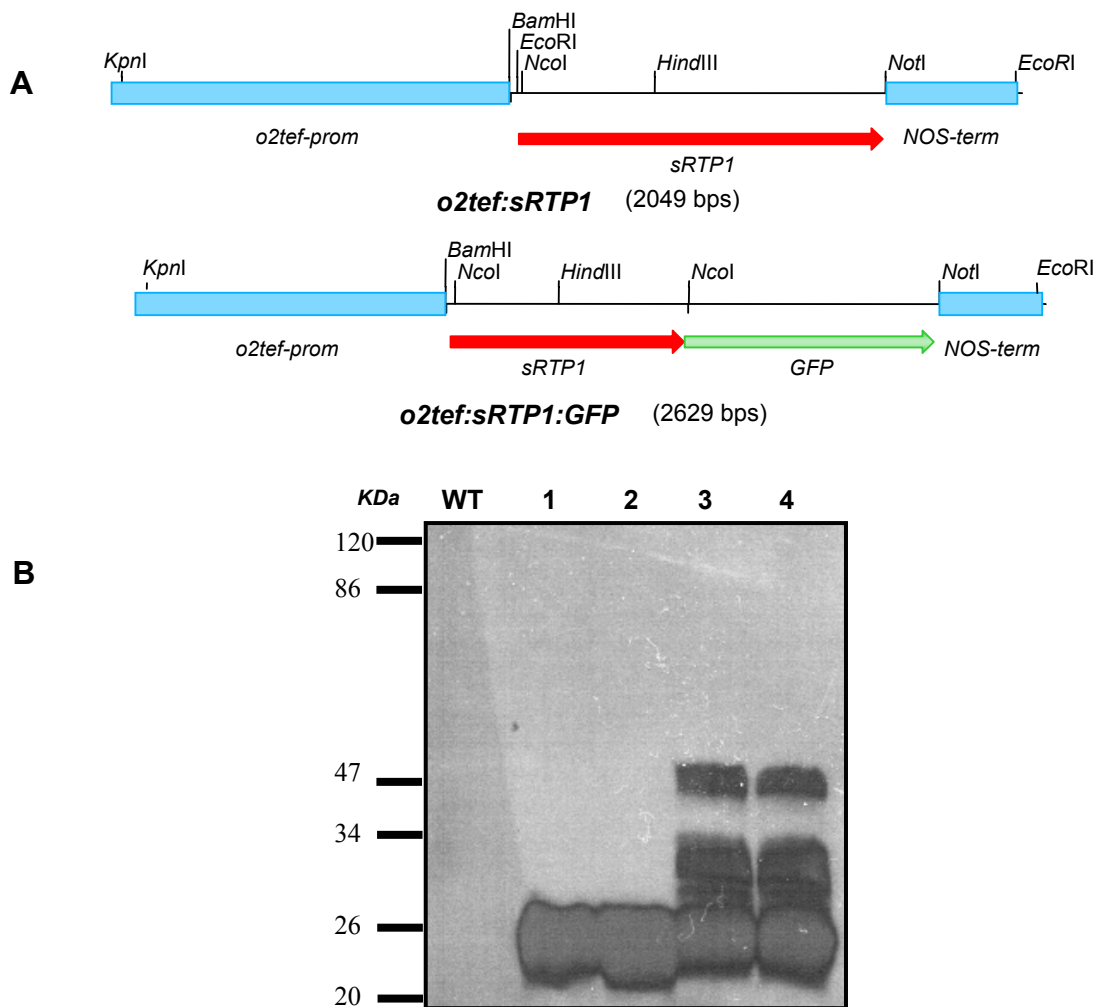 A
KpnI BamHI EcoRI NcoI HindIII NotI EcoRI
o2tef-prom sRTP1 NOS-term
o2tef:sRTP1 (2049 bps)
KpnI BamHI NcoI HindIII NcoI NotI EcoRI
o2tef-prom sRTP1 GFP NOS-term
o2tef:sRTP1:GFP (2629 bps)
B
KDa WT 1 2 3 4
120
86
47
34
26
20